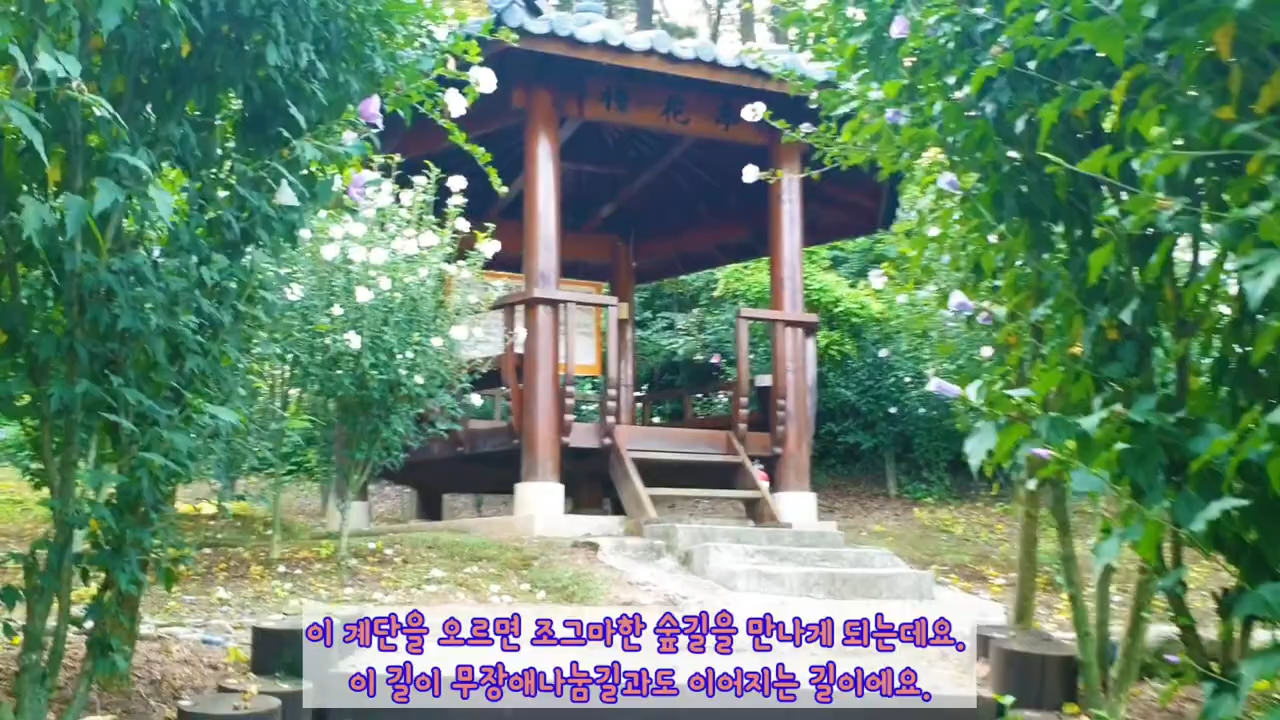 花
이 계단을 오르면 조그마한 숲길을 만나게 되는데요.
이 길이 무장애나눔길과도 이어지는 길이에요.